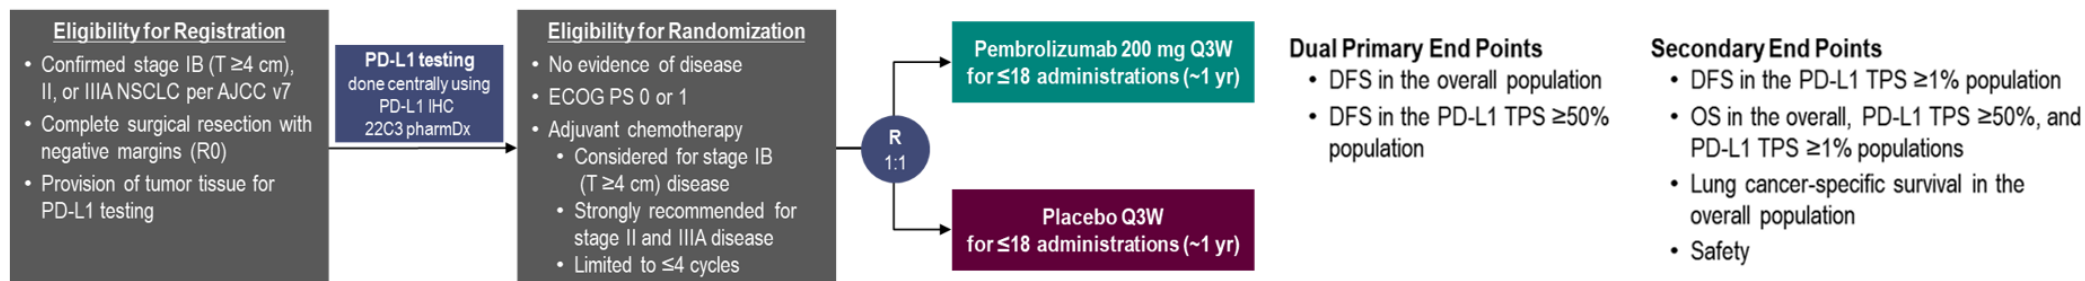 Eligibility for Registration
• Confirmed stage IB (T ≥4 cm),
II, or IIIA NSCLC per AJCC v7
• Complete surgical resection with
negative margins (R0)
• Provision of tumor tissue for
PD-L1 testing
PD-L1 testing
done centrally using
PD-L1 IHC
22C3 pharmDx
Eligibility for Randomization
• No evidence of disease
• ECOG PS 0 or 1
• Adjuvant chemotherapy
• Considered for stage IB
(T ≥4 cm) disease
• Strongly recommended for
stage II and IIIA disease
• Limited to ≤4 cycles
R
1:1
Pembrolizumab 200 mg Q3W
for ≤18 administrations (~1 yr)
Placebo Q3W
for ≤18 administrations (~1 yr)
Dual Primary End Points
• DFS in the overall population
• DFS in the PD-L1 TPS ≥50%
population
Secondary End Points
• DFS in the PD-L1 TPS ≥1% population
• OS in the overall, PD-L1 TPS ≥50%, and
PD-L1 TPS ≥1% populations
• Lung cancer-specific survival in the
overall population
• Safety